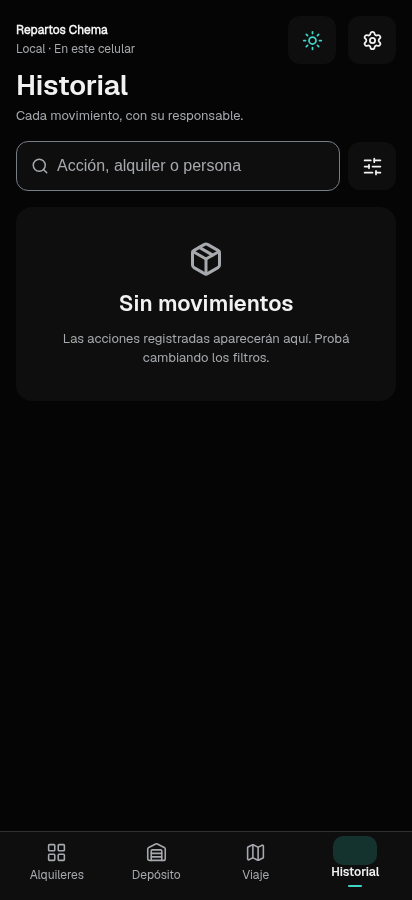 Repartos Chema
Local · En este celular
Historial
Cada movimiento, con su responsable.
Acción, alquiler o persona
Sin movimientos
Las acciones registradas aparecerán aquí. Probá
cambiando los filtros.
Alquileres
Depósito
Viaje
Historial